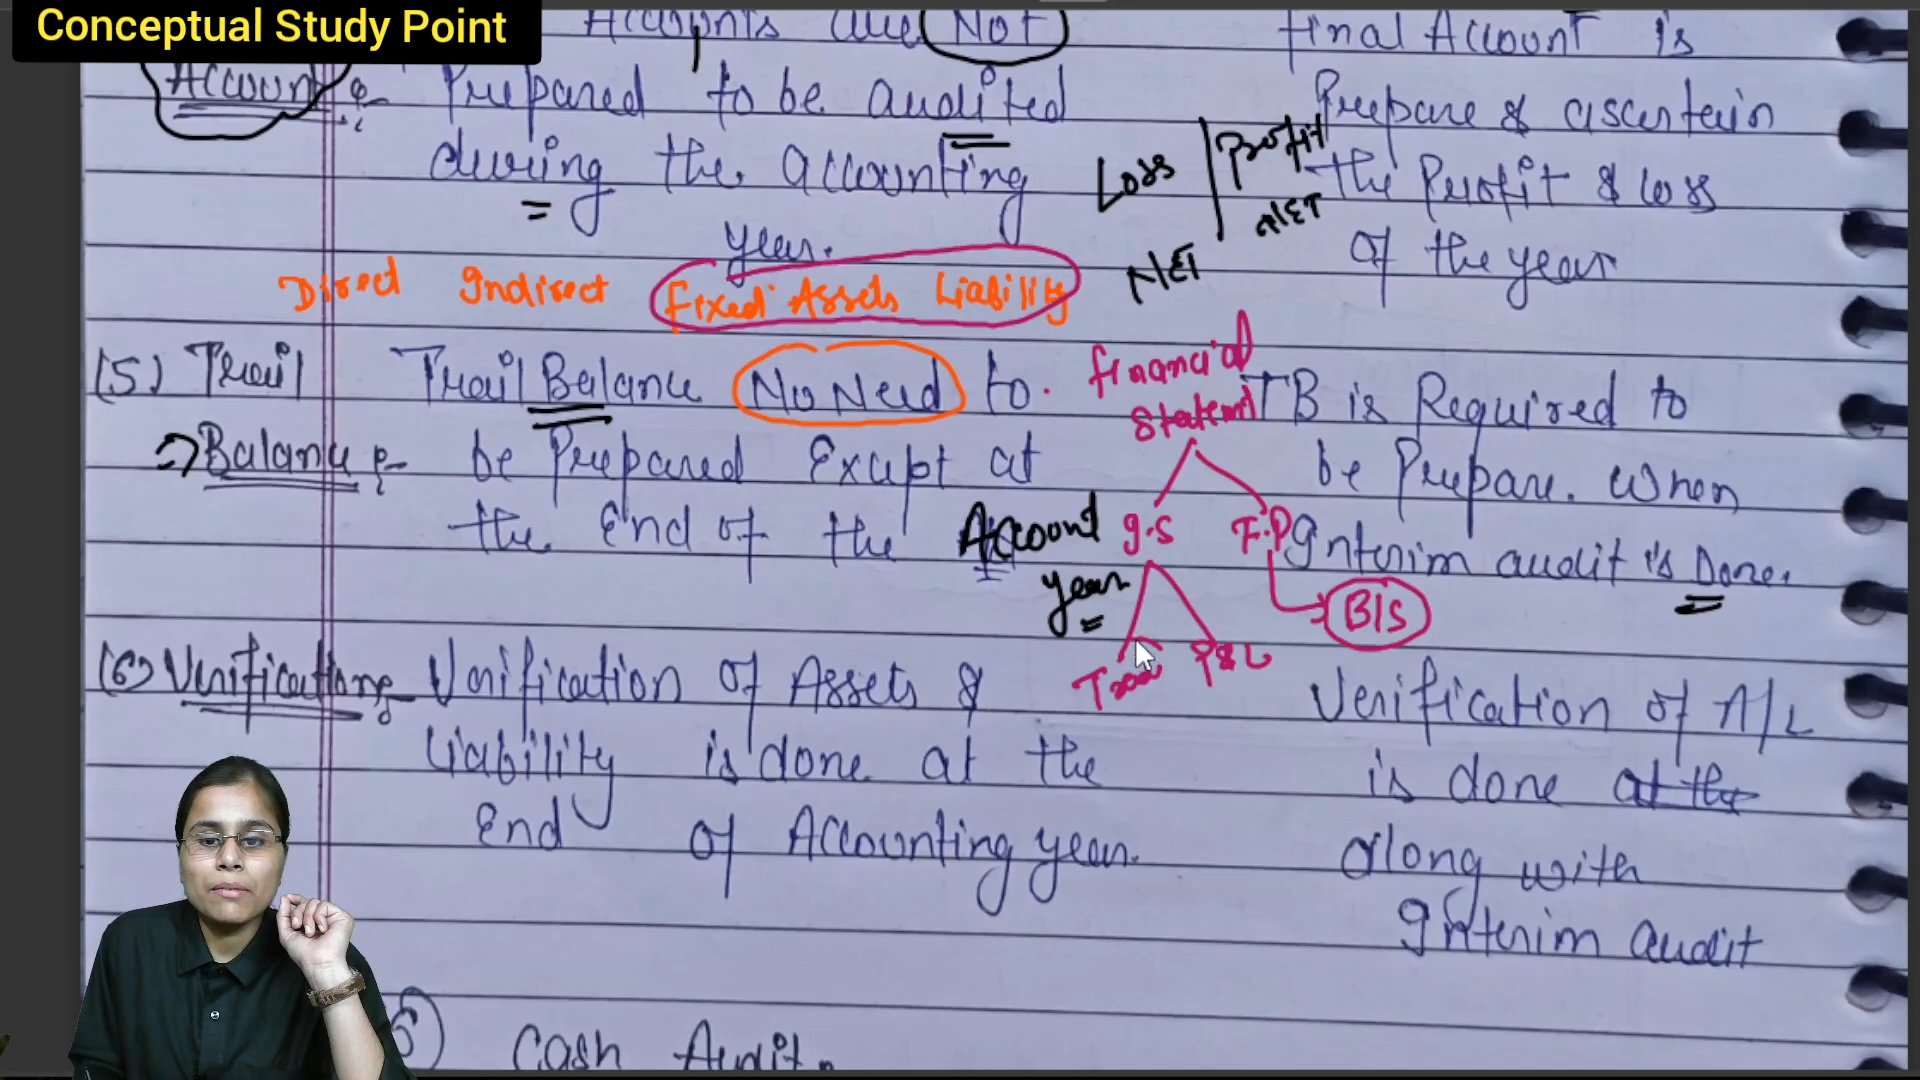 Conceptual Study Point
Accounts are Not
Account :-
Prepared to be audited
during the accounting
year.
final Account is
Prepare & ascertain
the Profit & loss
of the year
Loss | Profit
NET
NET
Direct Indirect Fixed Assets Liability
(5) Trail
Balance :-
Trail Balance No Need to
be Prepared Except at
the End of the Account
year
financial
statement
I.S F.P
B/S
P&L
TB is Required to
be Prepare. When
Interim audit is Done.
(6) Verification :-
Verification of Assets &
Liability is done at the
End of Accounting year.
Verification of A/L
is done at the
along with
Interim audit
Cash Audit